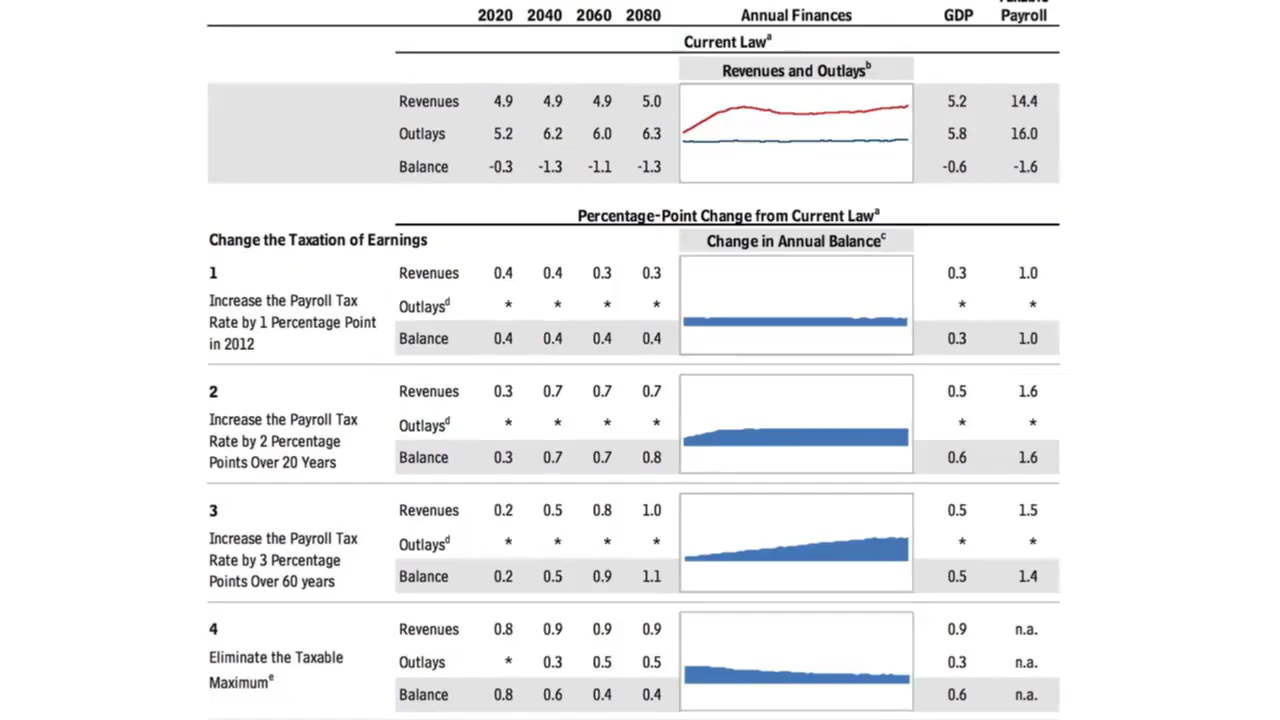 2020 2040 2060 2080 Annual Finances GDP Payroll
Current Lawᵃ
Revenues and Outlaysᵇ
Revenues 4.9 4.9 4.9 5.0 5.2 14.4
Outlays 5.2 6.2 6.0 6.3 5.8 16.0
Balance -0.3 -1.3 -1.1 -1.3 -0.6 -1.6
Percentage-Point Change from Current Lawᵃ
Change the Taxation of Earnings Change in Annual Balanceᶜ
1 Revenues 0.4 0.4 0.3 0.3 0.3 1.0
Increase the Payroll Tax
Rate by 1 Percentage Point
in 2012
Outlaysᵈ * * * * * *
Balance 0.4 0.4 0.4 0.4 0.3 1.0
2 Revenues 0.3 0.7 0.7 0.7 0.5 1.6
Increase the Payroll Tax
Rate by 2 Percentage
Points Over 20 Years
Outlaysᵈ * * * * * *
Balance 0.3 0.7 0.7 0.8 0.6 1.6
3 Revenues 0.2 0.5 0.8 1.0 0.5 1.5
Increase the Payroll Tax
Rate by 3 Percentage
Points Over 60 years
Outlaysᵈ * * * * * *
Balance 0.2 0.5 0.9 1.1 0.5 1.4
4 Revenues 0.8 0.9 0.9 0.9 0.9 n.a.
Eliminate the Taxable
Maximumᵉ
Outlays * 0.3 0.5 0.5 0.3 n.a.
Balance 0.8 0.6 0.4 0.4 0.6 n.a.